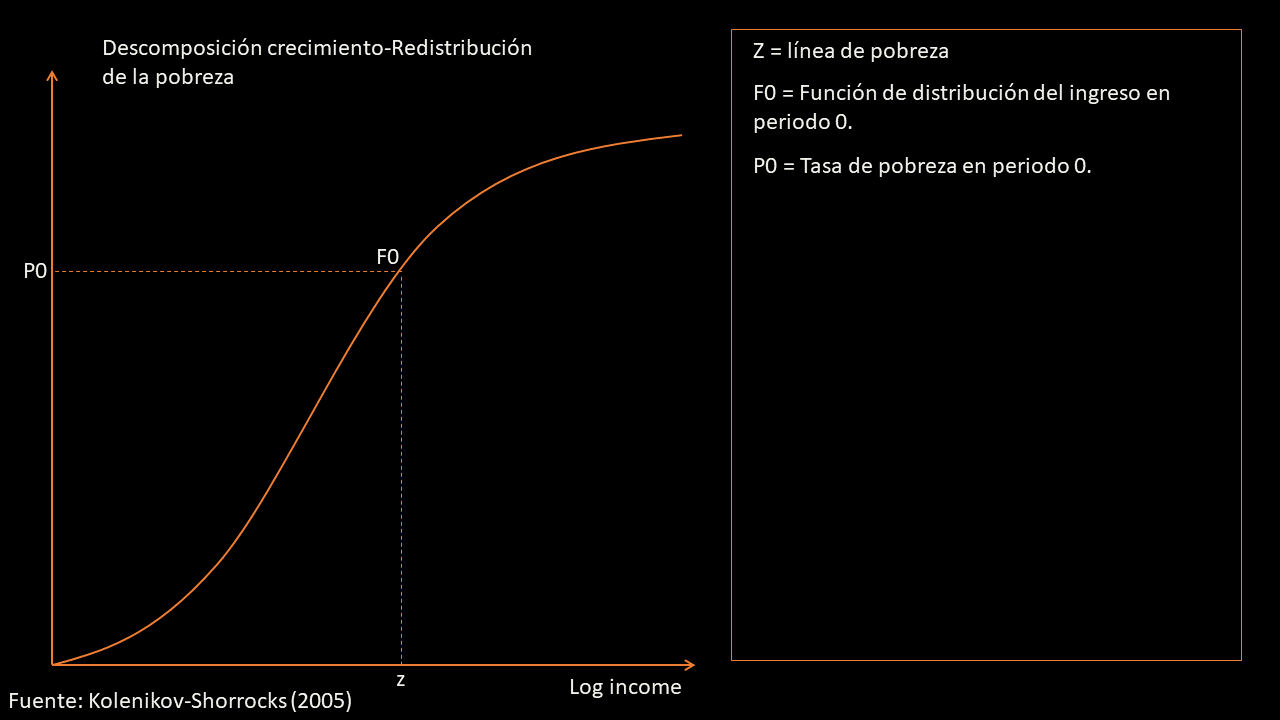 Descomposición crecimiento-Redistribución
de la pobreza
Z = línea de pobreza
F0 = Función de distribución del ingreso en
periodo 0.
P0 = Tasa de pobreza en periodo 0.
F0
P0
z
Log income
Fuente: Kolenikov-Shorrocks (2005)